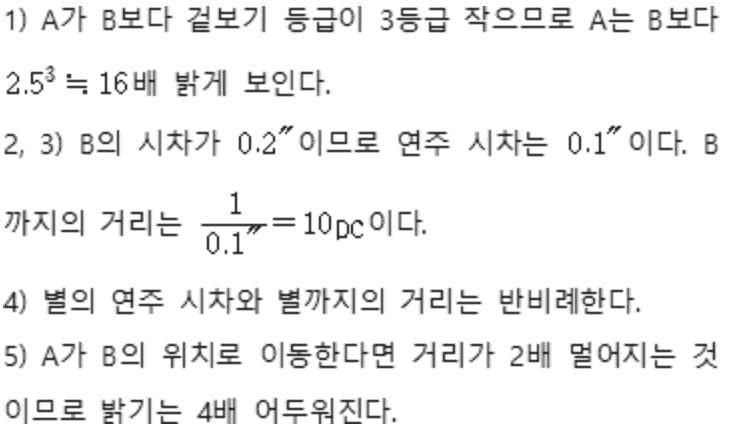 1) A가 B보다 겉보기 등급이 3등급 작으므로 A는 B보다
2.5³ ≒ 16배 밝게 보인다.
2, 3) B의 시차가 0.2″이므로 연주 시차는 0.1″이다. B
까지의 거리는 1/0.1″ = 10pc이다.
4) 별의 연주 시차와 별까지의 거리는 반비례한다.
5) A가 B의 위치로 이동한다면 거리가 2배 멀어지는 것
이므로 밝기는 4배 어두워진다.